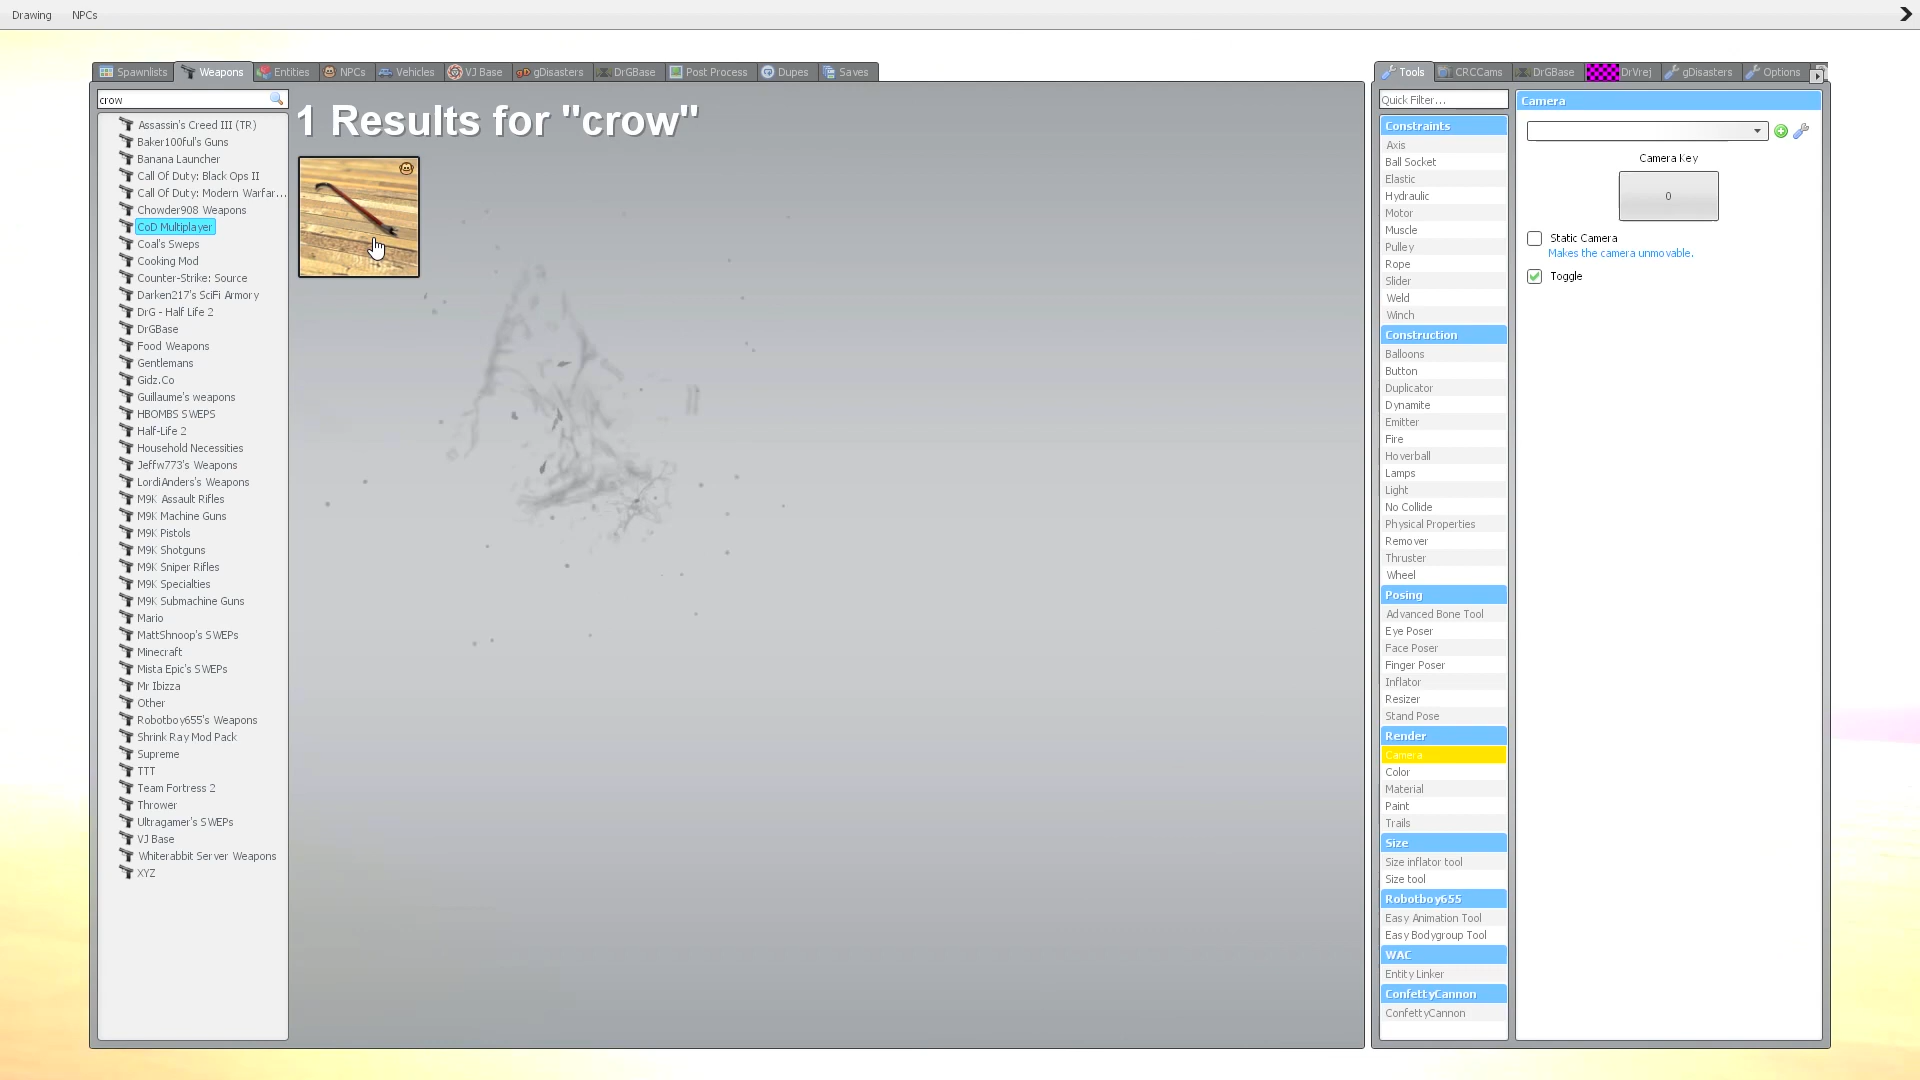 Drawing NPCs
Spawnlists Weapons Entities NPCs Vehicles VJ Base gDisasters DrGBase Post Process Dupes Saves
crow
1 Results for "crow"
Assassin's Creed III (TR)
Baker100ful's Guns
Banana Launcher
Call Of Duty: Black Ops II
Call Of Duty: Modern Warfar...
Chowder908 Weapons
CoD Multiplayer
Coal's Sweps
Cooking Mod
Counter-Strike: Source
Darken217's SciFi Armory
DrG - Half Life 2
DrGBase
Food Weapons
Gentlemans
Gidz.Co
Guillaume's weapons
HBOMBS SWEPS
Half-Life 2
Household Necessities
Jeffw773's Weapons
LordiAnders's Weapons
M9K Assault Rifles
M9K Machine Guns
M9K Pistols
M9K Shotguns
M9K Sniper Rifles
M9K Specialties
M9K Submachine Guns
Mario
MattShnoop's SWEPs
Minecraft
Mista Epic's SWEPs
Mr Ibizza
Other
Robotboy655's Weapons
Shrink Ray Mod Pack
Supreme
TTT
Team Fortress 2
Thrower
Ultragamer's SWEPs
VJ Base
Whiterabbit Server Weapons
XYZ
Tools CRCCams DrGBase DrVrej gDisasters Options
Quick Filter...
Constraints
Axis
Ball Socket
Elastic
Hydraulic
Motor
Muscle
Pulley
Rope
Slider
Weld
Winch
Construction
Balloons
Button
Duplicator
Dynamite
Emitter
Fire
Hoverball
Lamps
Light
No Collide
Physical Properties
Remover
Thruster
Wheel
Posing
Advanced Bone Tool
Eye Poser
Face Poser
Finger Poser
Inflator
Resizer
Stand Pose
Render
Camera
Color
Material
Paint
Trails
Size
Size inflator tool
Size tool
Robotboy655
Easy Animation Tool
Easy Bodygroup Tool
WAC
Entity Linker
ConfettyCannon
ConfettyCannon
Camera
Camera Key
0
Static Camera
Makes the camera unmovable.
Toggle